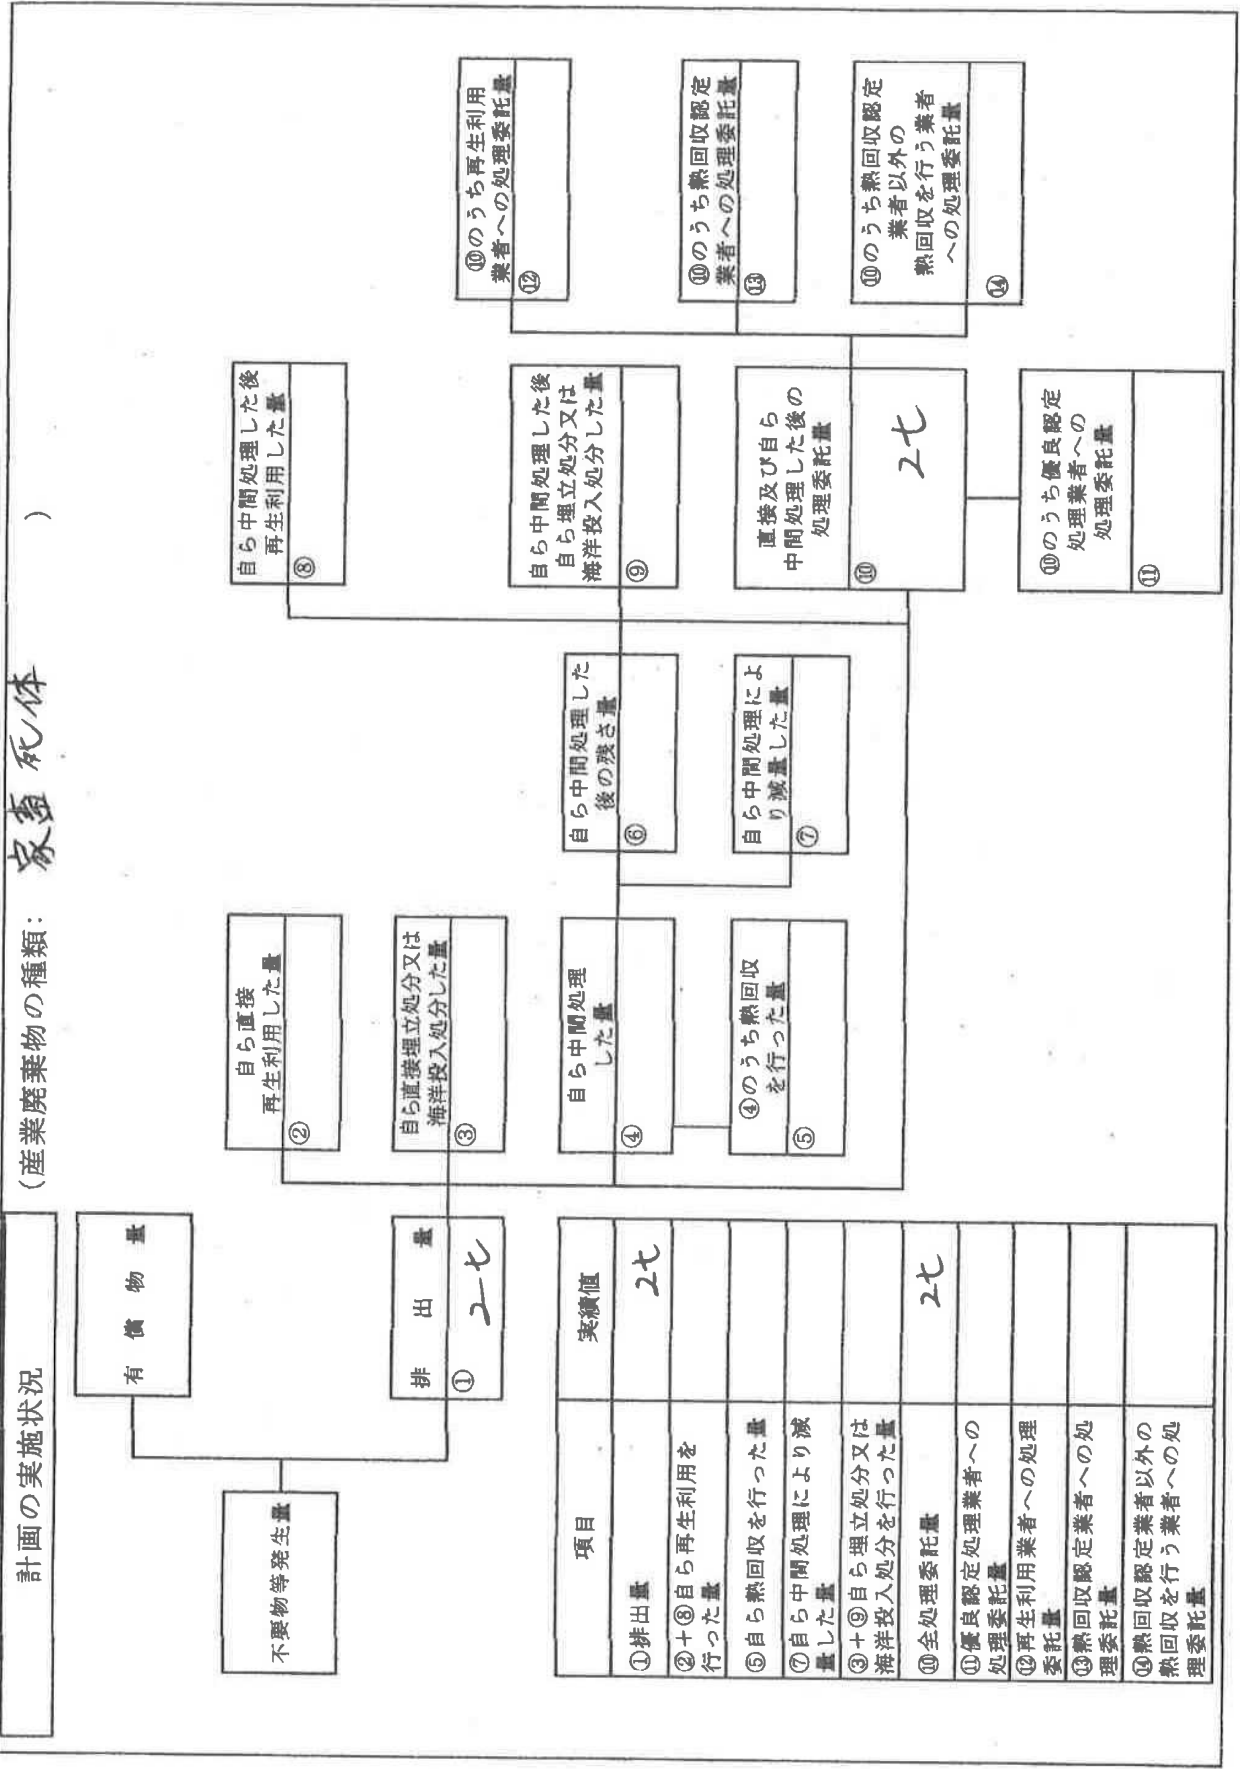 計画の実施状況
（産業廃棄物の種類： 家畜 死体 ）
有償物量
不要物等発生量
排出量
① 2t
自ら直接
再生利用した量
②
自ら直接埋立処分又は
海洋投入処分した量
③
自ら中間処理
した量
④
④のうち熱回収
を行った量
⑤
自ら中間処理した
後の残さ量
⑥
自ら中間処理によ
り減量した量
⑦
自ら中間処理した後
再生利用した量
⑧
自ら中間処理した後
自ら埋立処分又は
海洋投入処分した量
⑨
直接及び自ら
中間処理した後の
処理委託量
⑩ 2t
⑩のうち優良認定
処理業者への
処理委託量
⑪
⑩のうち再生利用
業者への処理委託量
⑫
⑩のうち熱回収認定
業者への処理委託量
⑬
⑩のうち熱回収認定
業者以外の
熱回収を行う業者
への処理委託量
⑭
項目 実績値
①排出量 2t
②＋⑧自ら再生利用を
行った量
⑤自ら熱回収を行った量
⑦自ら中間処理により減
量した量
③＋⑨自ら埋立処分又は
海洋投入処分を行った量
⑩全処理委託量 2t
⑪優良認定処理業者への
処理委託量
⑫再生利用業者への処理
委託量
⑬熱回収認定業者への処
理委託量
⑭熱回収認定業者以外の
熱回収を行う業者への処
理委託量